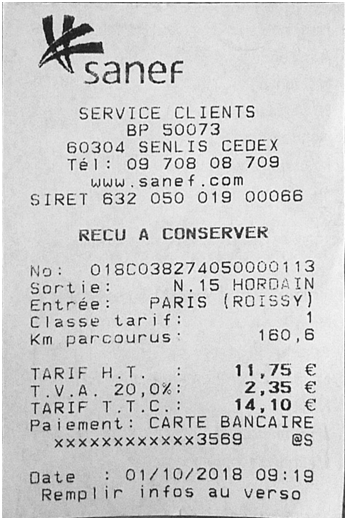 sanef
SERVICE CLIENTS
BP 50073
60304 SENLIS CEDEX
Tél: 09 708 08 709
www.sanef.com
SIRET 632 050 019 00066
RECU A CONSERVER
No: 018C038274050000113
Sortie: N.15 HORDAIN
Entrée: PARIS (ROISSY)
Classe tarif: 1
Km parcourus: 160,6
TARIF H.T. : 11,75 €
T.V.A. 20,0%: 2,35 €
TARIF T.T.C.: 14,10 €
Paiement: CARTE BANCAIRE
xxxxxxxxxxxx3569 @S
Date : 01/10/2018 09:19
Remplir infos au verso